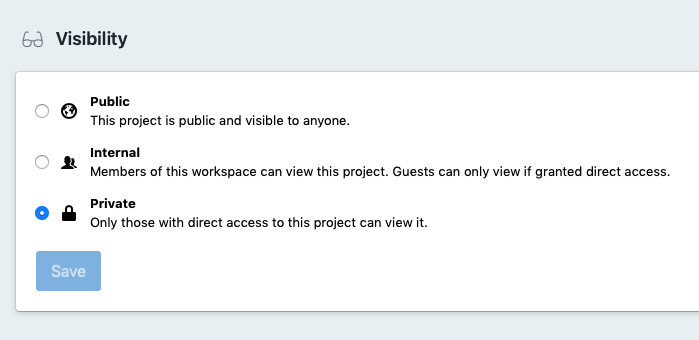 Visibility
Public
This project is public and visible to anyone.
Internal
Members of this workspace can view this project. Guests can only view if granted direct access.
Private
Only those with direct access to this project can view it.
Save